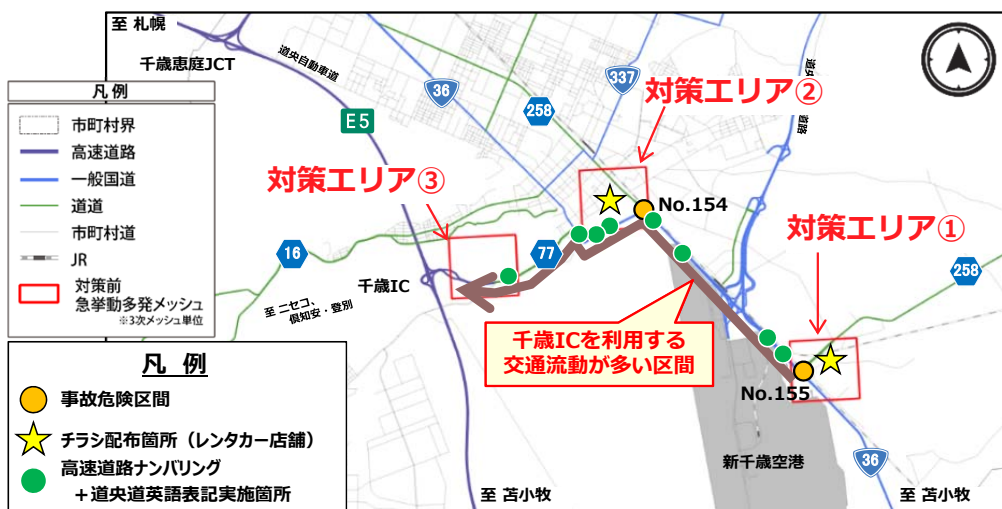 至 札幌
千歳恵庭JCT
道央自動車道
36
337
258
E5
対策エリア②
対策エリア③
No.154
対策エリア①
16
77
258
千歳IC
至 ニセコ、
倶知安・登別
千歳ICを利用する
交通流動が多い区間
No.155
新千歳空港
36
至 苫小牧
至 苫小牧
凡 例
市町村界
高速道路
一般国道
道道
市町村道
JR
対策前
急挙動多発メッシュ
※3次メッシュ単位
凡 例
事故危険区間
チラシ配布箇所（レンタカー店舗）
高速道路ナンバリング
＋道央道英語表記実施箇所